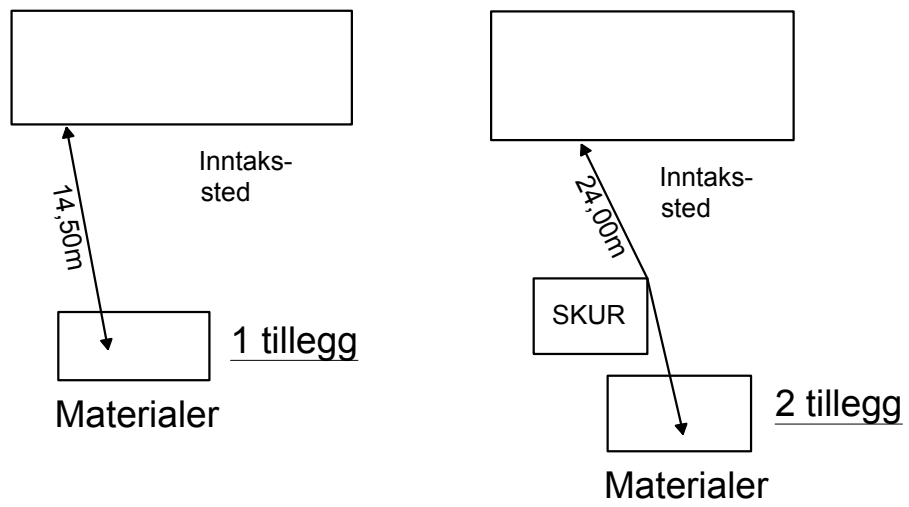 Inntaks-
sted
14,50m
1 tillegg
Materialer
Inntaks-
sted
24,00m
SKUR
2 tillegg
Materialer